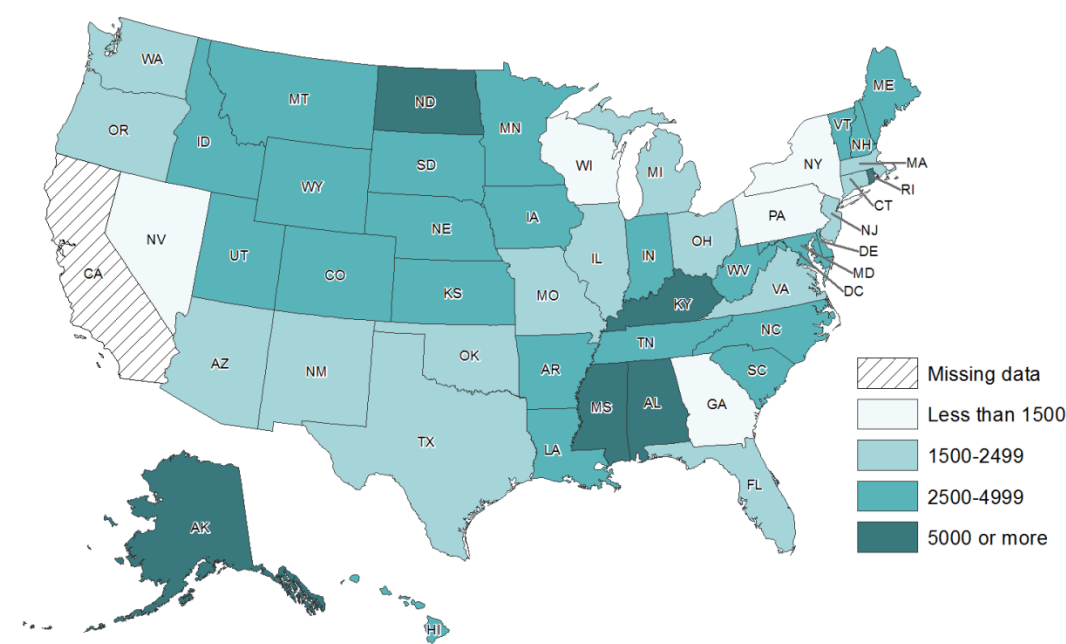 WA
MT
ND
MN
ME
VT
NH
OR
ID
SD
WI
MI
NY
MA
RI
CT
WY
IA
PA
NJ
NE
NV
UT
CO
KS
IL
IN
OH
WV
DE
MD
DC
CA
MO
KY
VA
AZ
NM
OK
AR
TN
NC
SC
MS
AL
GA
TX
LA
FL
AK
HI
Missing data
Less than 1500
1500-2499
2500-4999
5000 or more